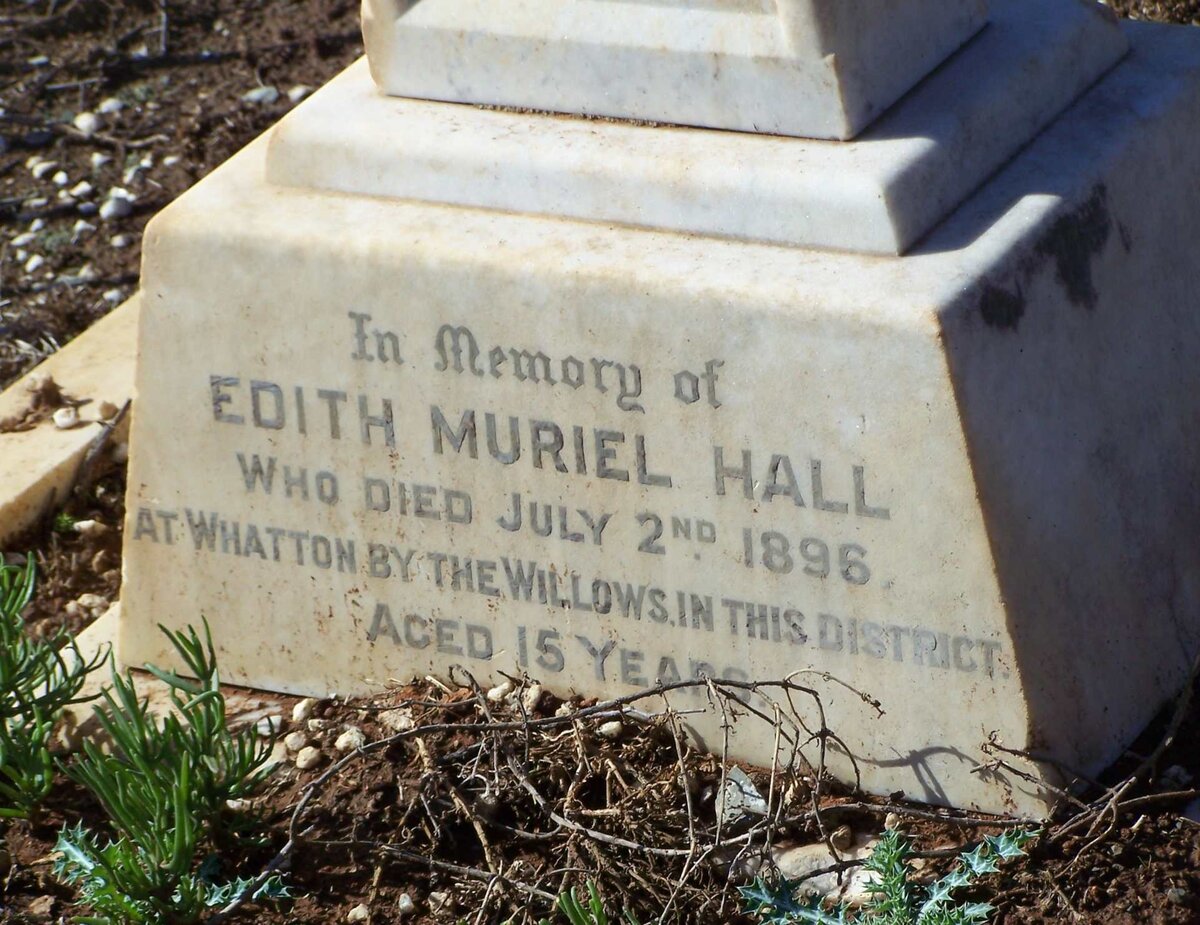 In Memory of
EDITH MURIEL HALL
WHO DIED JULY 2ND 1896.
AT WHATTON BY THE WILLOWS. IN THIS DISTRICT.
AGED 15 YEARS